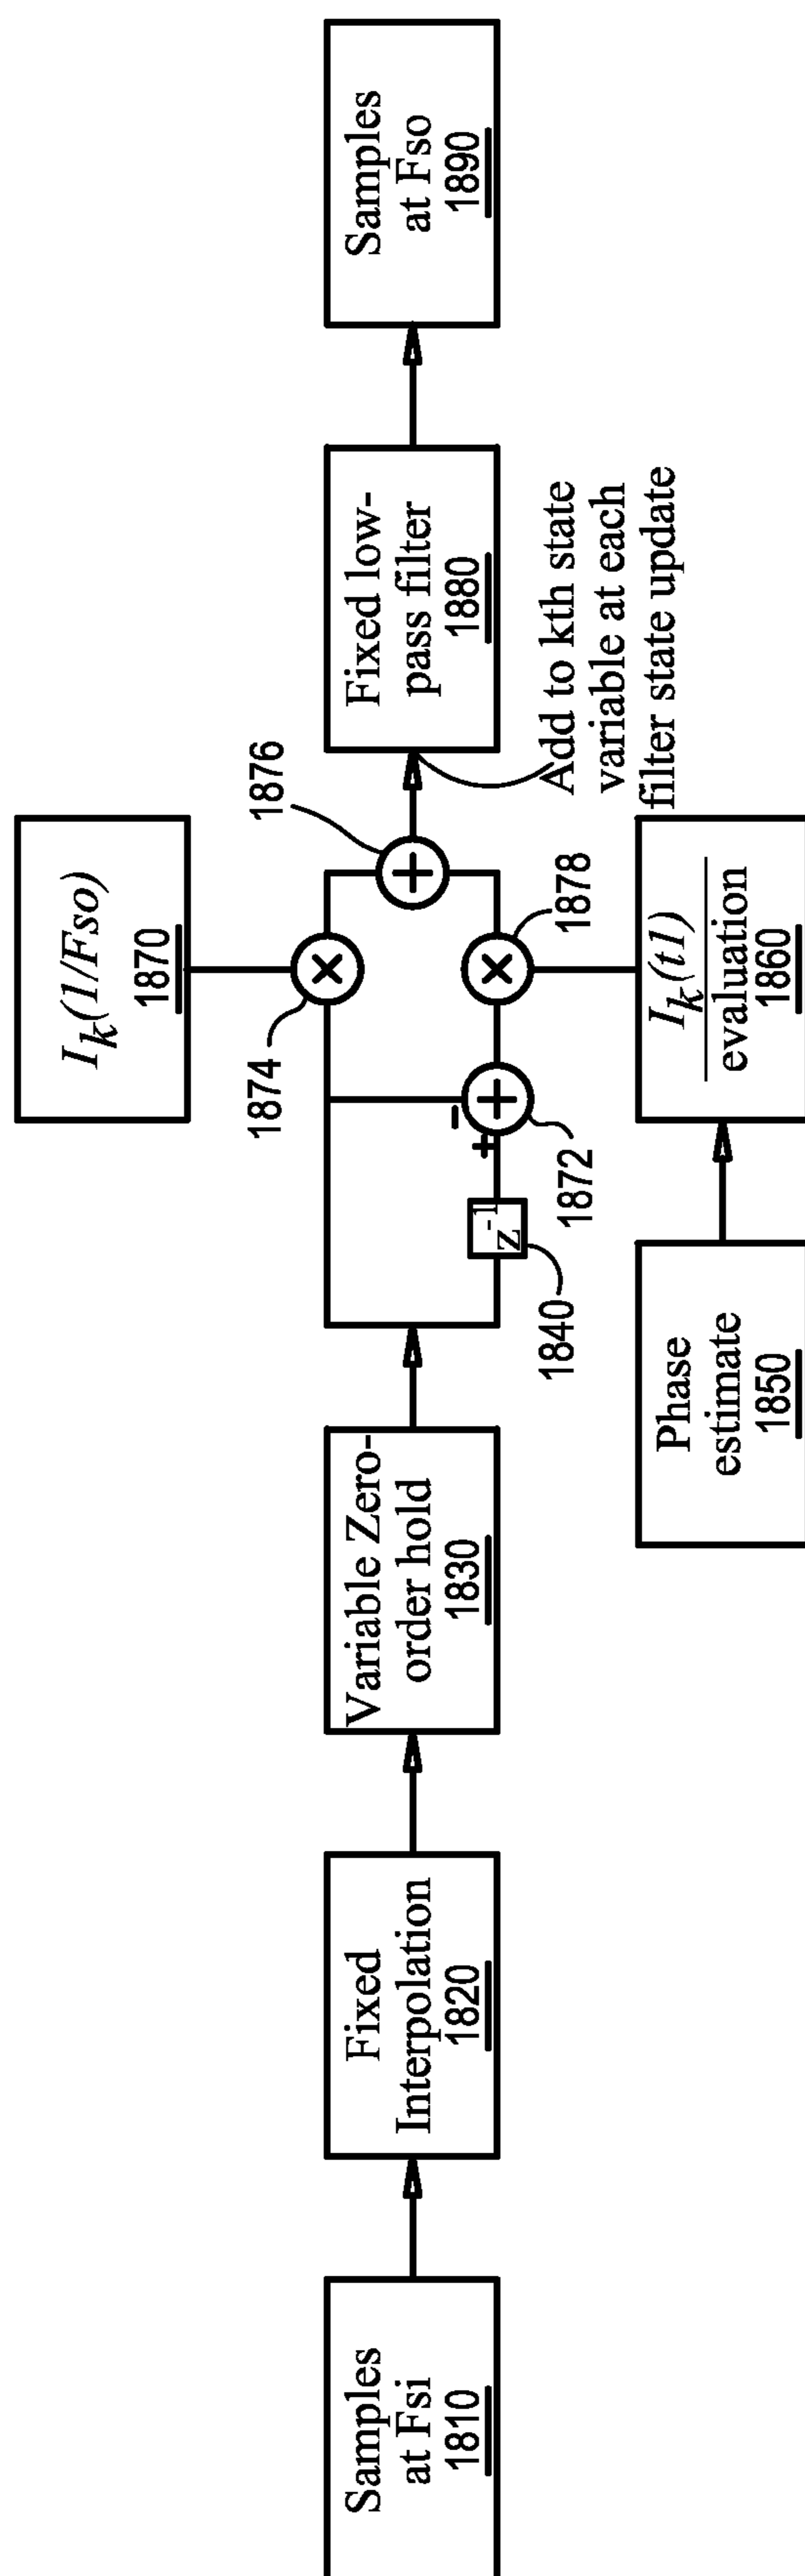 Samples
at Fsi
1810
Fixed
Interpolation
1820
Variable Zero-
order hold
1830
z-1
1840
+
-
+
1872
Phase
estimate
1850
Ik(t1)
evaluation
1860
Ik(1/Fso)
1870
×
1874
×
1878
+
1876
Add to kth state
variable at each
filter state update
Fixed low-
pass filter
1880
Samples
at Fso
1890